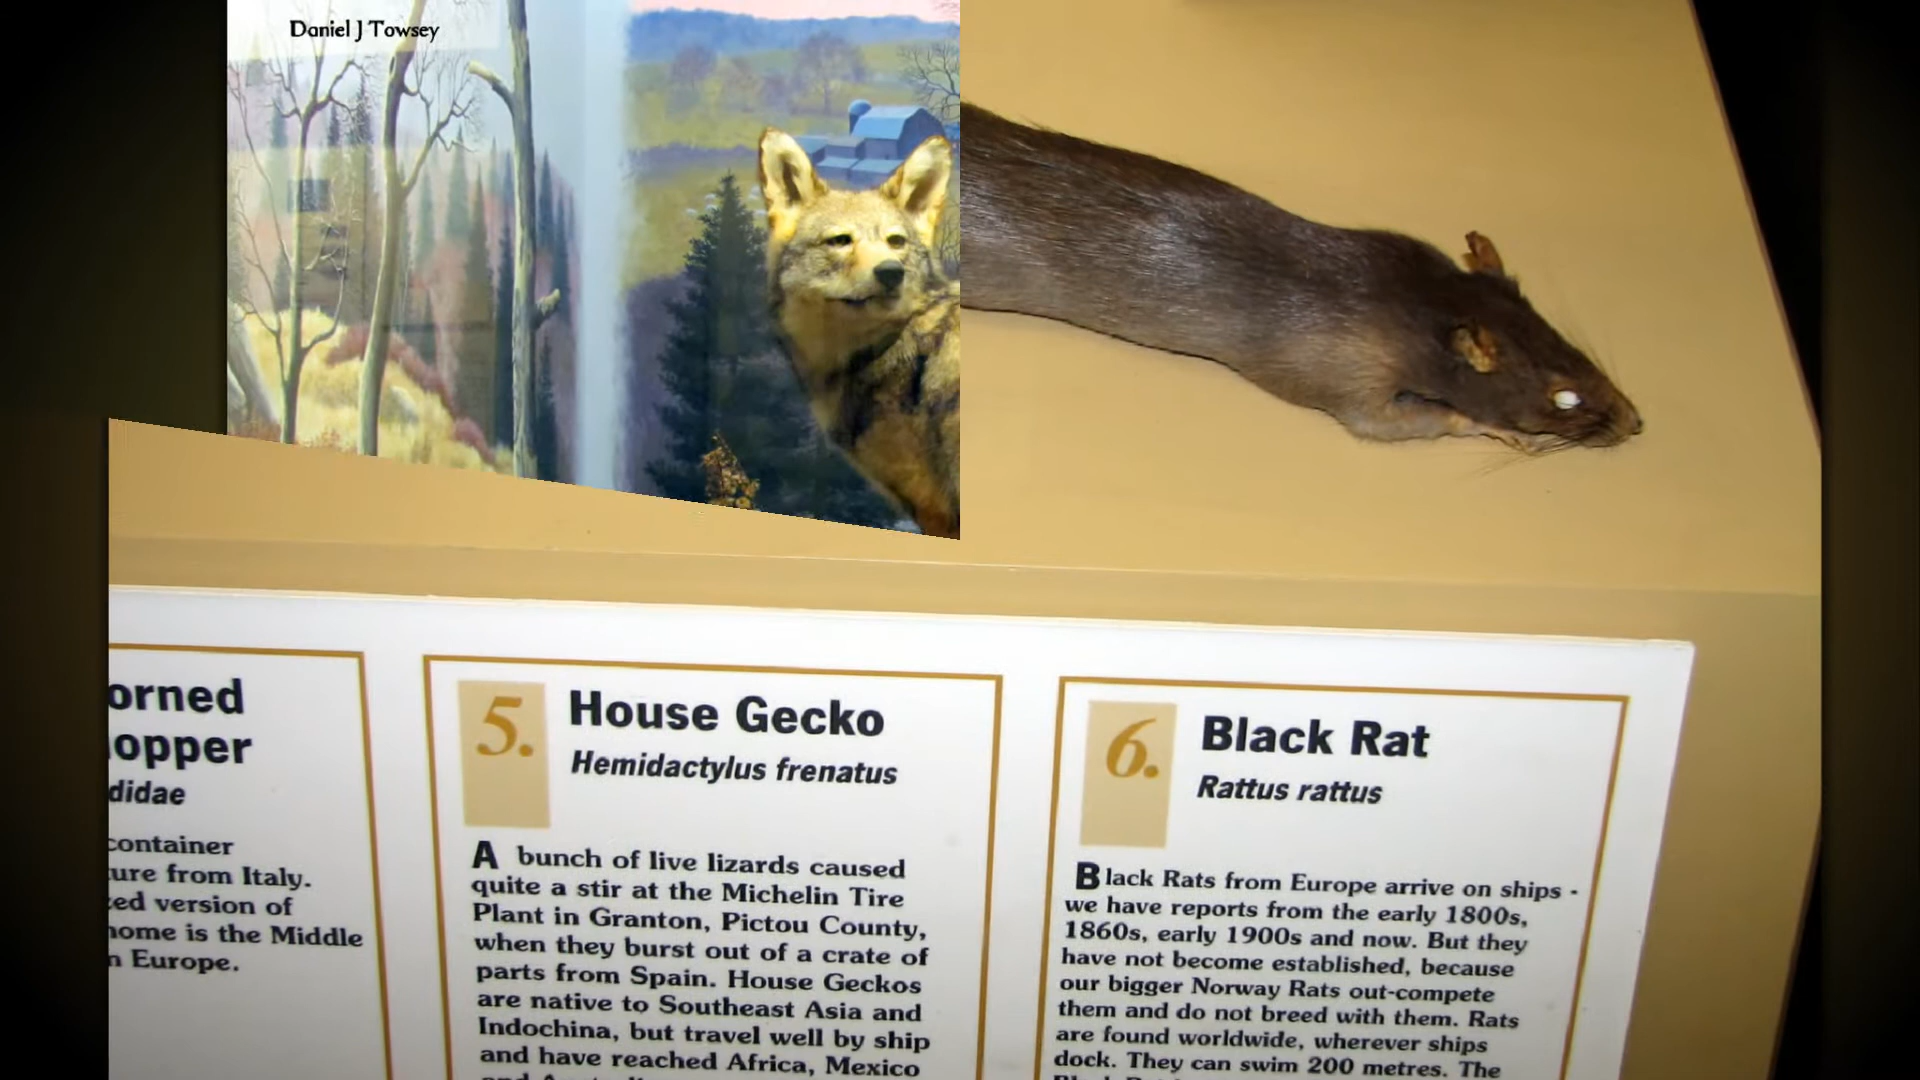 Daniel J Towsey
orned
opper
didae
container
ure from Italy.
ed version of
home is the Middle
n Europe.
5. House Gecko
Hemidactylus frenatus
A bunch of live lizards caused
quite a stir at the Michelin Tire
Plant in Granton, Pictou County,
when they burst out of a crate of
parts from Spain. House Geckos
are native to Southeast Asia and
Indochina, but travel well by ship
and have reached Africa, Mexico
6. Black Rat
Rattus rattus
Black Rats from Europe arrive on ships -
we have reports from the early 1800s,
1860s, early 1900s and now. But they
have not become established, because
our bigger Norway Rats out-compete
them and do not breed with them. Rats
are found worldwide, wherever ships
dock. They can swim 200 metres. The